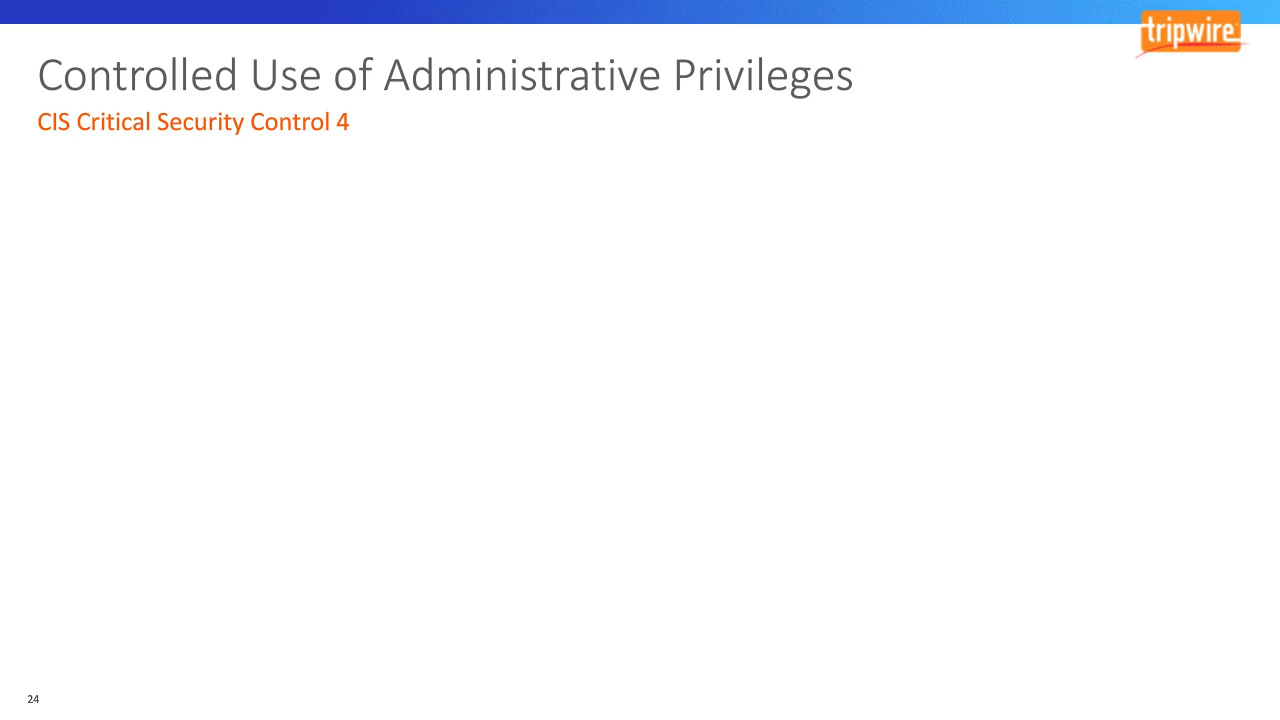 tripwire
Controlled Use of Administrative Privileges
CIS Critical Security Control 4
24